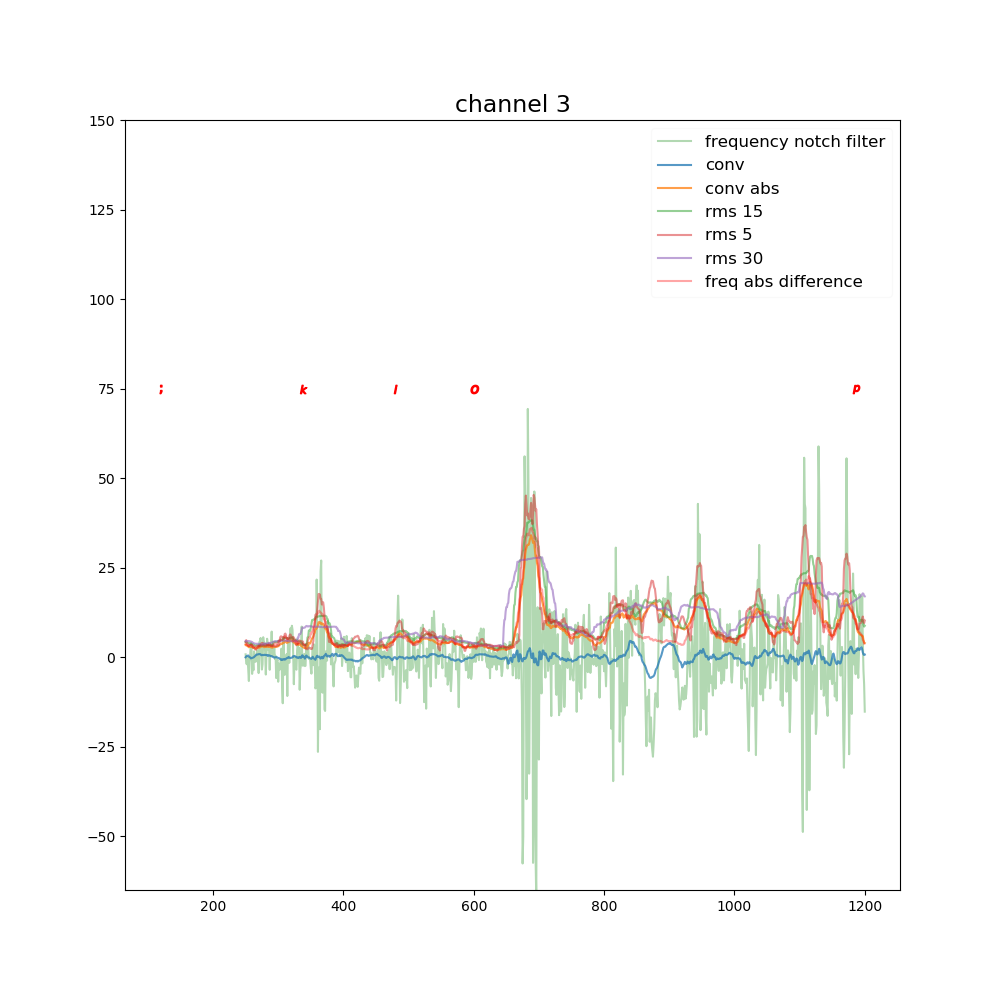 channel 3
150
frequency notch filter
conv
conv abs
rms 15
rms 5
rms 30
freq abs difference
125
100
75
; k l O p
50
25
0
−25
−50
200 400 600 800 1000 1200